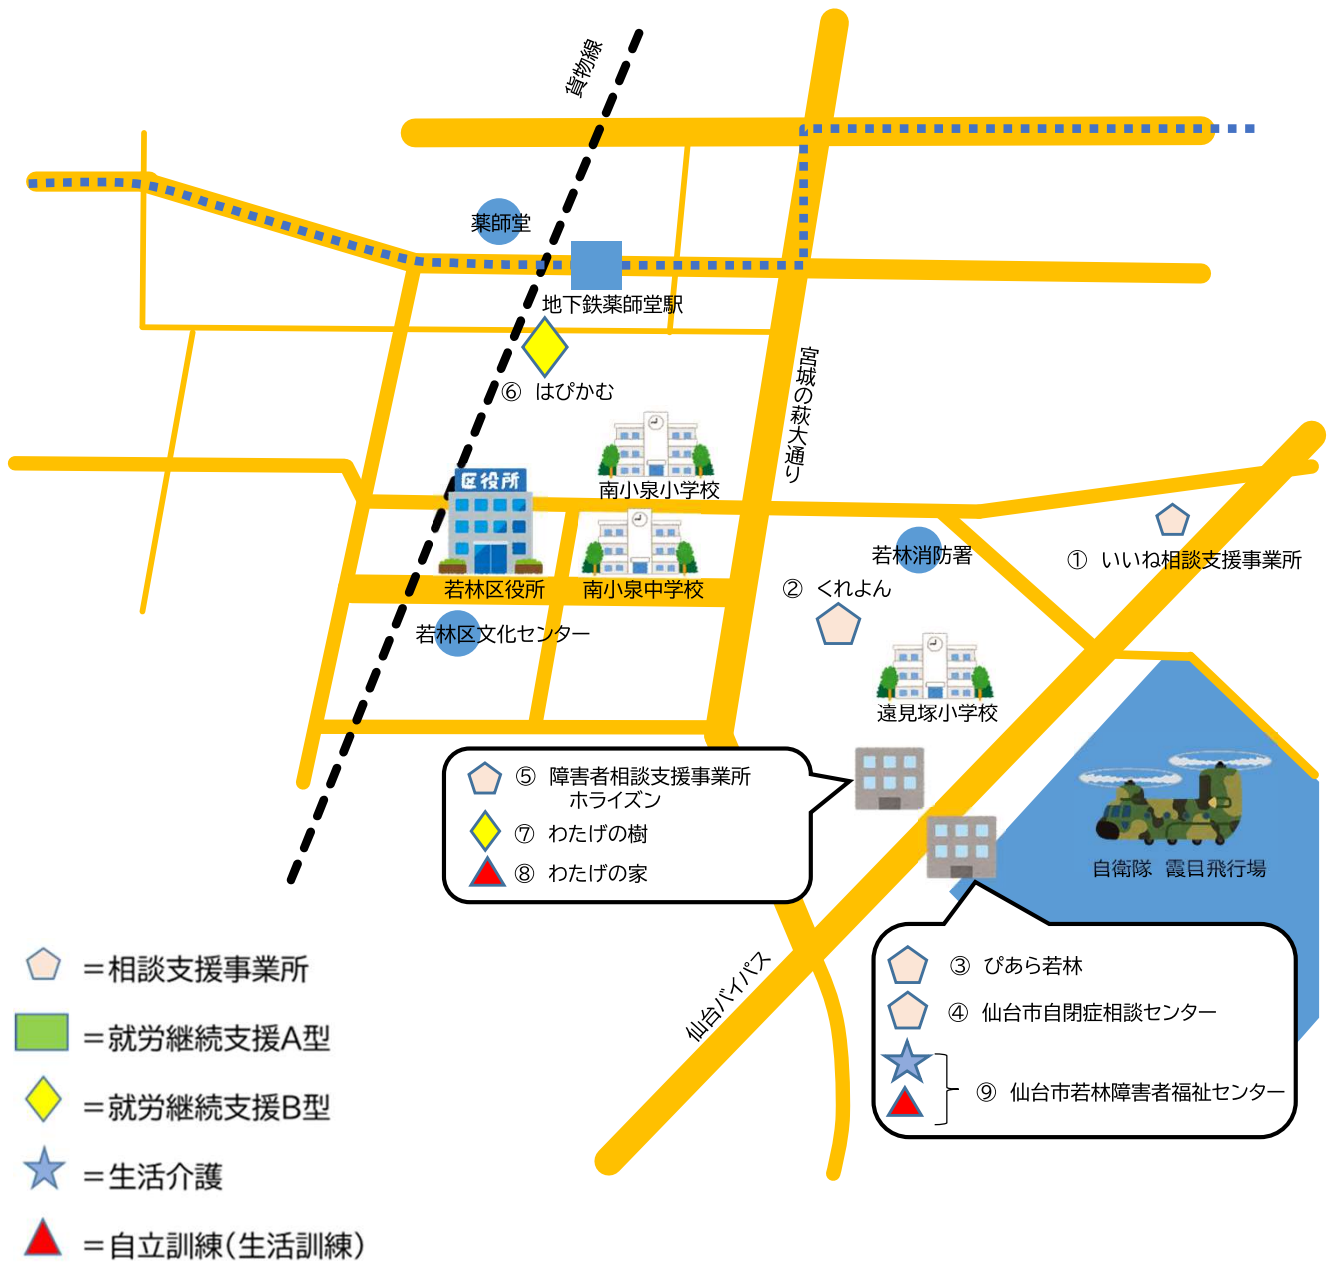 貨物線
薬師堂
地下鉄薬師堂駅
⑥ はぴかむ
宮城の萩大通り
区役所
南小泉小学校
若林区役所
南小泉中学校
若林区文化センター
若林消防署
① いいね相談支援事業所
② くれよん
遠見塚小学校
⑤ 障害者相談支援事業所
ホライズン
⑦ わたげの樹
⑧ わたげの家
自衛隊 霞目飛行場
仙台バイパス
③ ぴあら若林
④ 仙台市自閉症相談センター
⑨ 仙台市若林障害者福祉センター
＝相談支援事業所
＝就労継続支援A型
＝就労継続支援B型
＝生活介護
＝自立訓練（生活訓練）